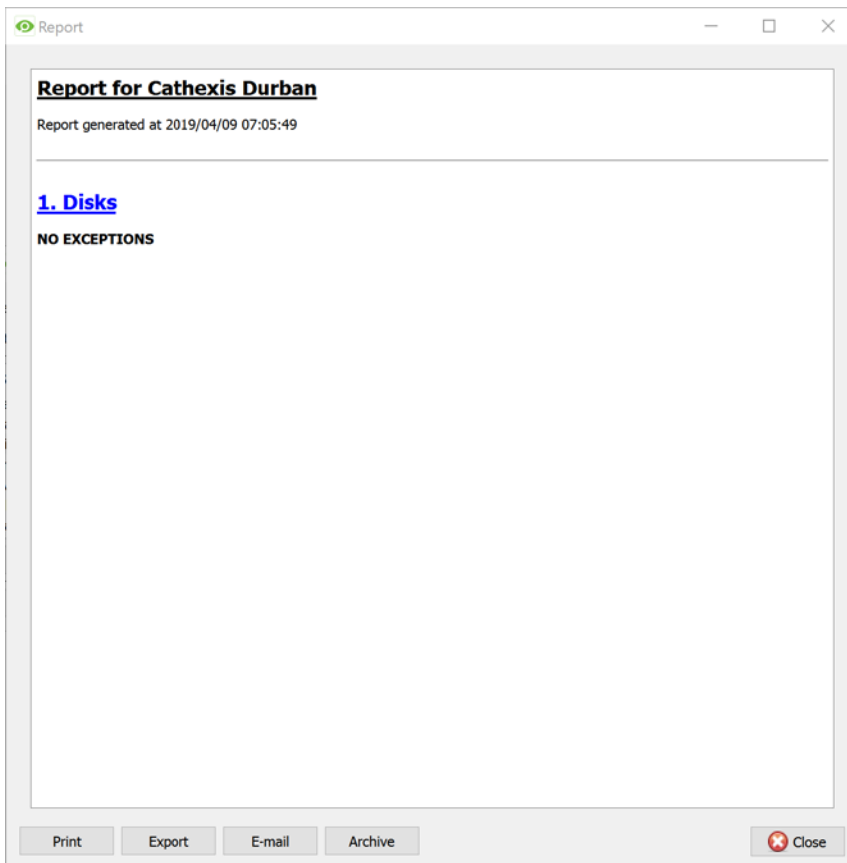 Report
Report for Cathexis Durban
Report generated at 2019/04/09 07:05:49
1. Disks
NO EXCEPTIONS
Print Export E-mail Archive Close